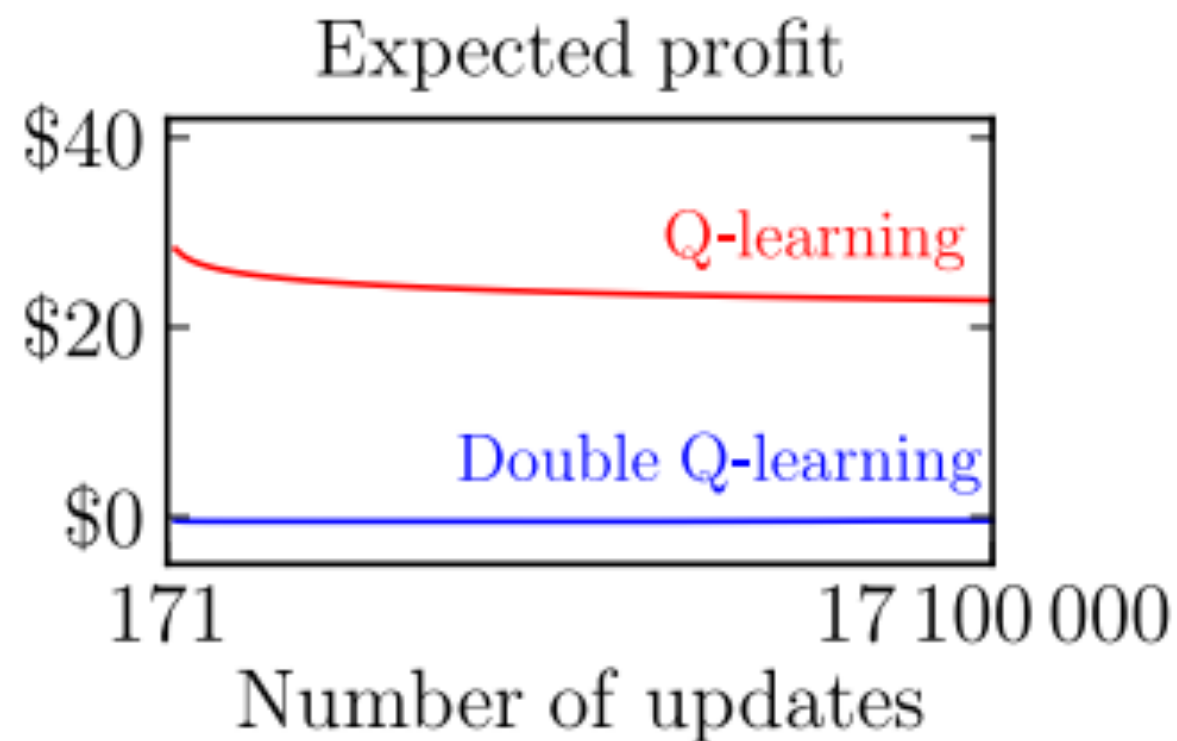 Expected profit
$40
Q-learning
$20
Double Q-learning
$0
171
17 100 000
Number of updates